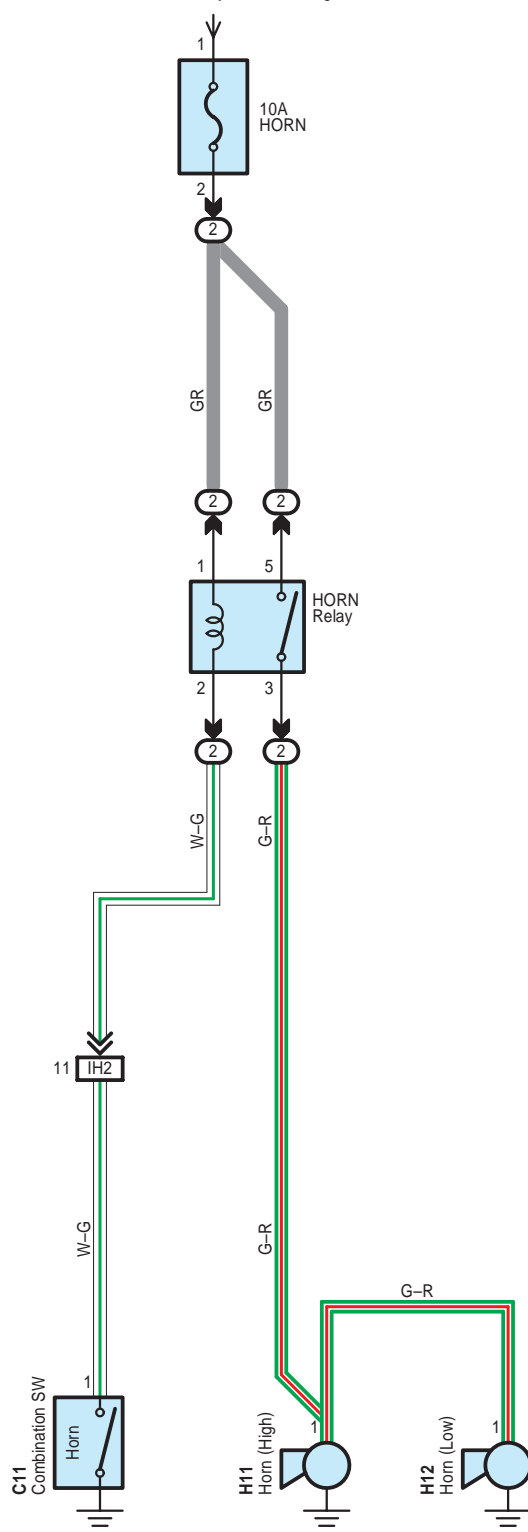 1
10A
HORN
2
2
GR
GR
2
2
1
5
HORN
Relay
2
3
2
2
W–G
G–R
11
IH2
W–G
G–R
G–R
1
1
1
C11
Combination SW
Horn
H11
Horn (High)
H12
Horn (Low)